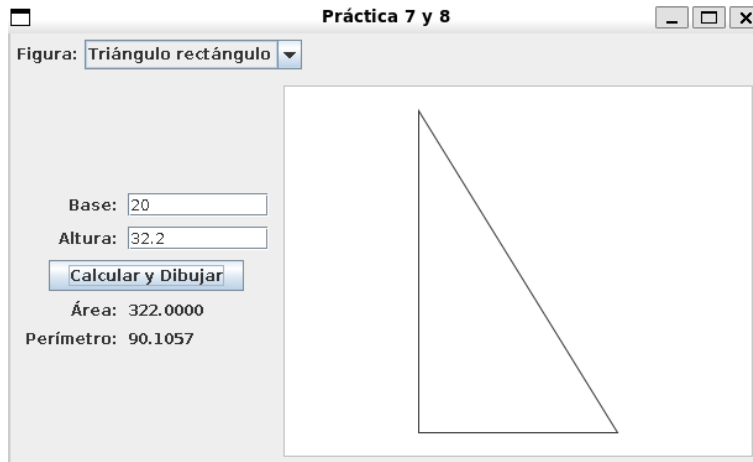 Práctica 7 y 8
Figura: Triángulo rectángulo
Base: 20
Altura: 32.2
Calcular y Dibujar
Área: 322.0000
Perímetro: 90.1057